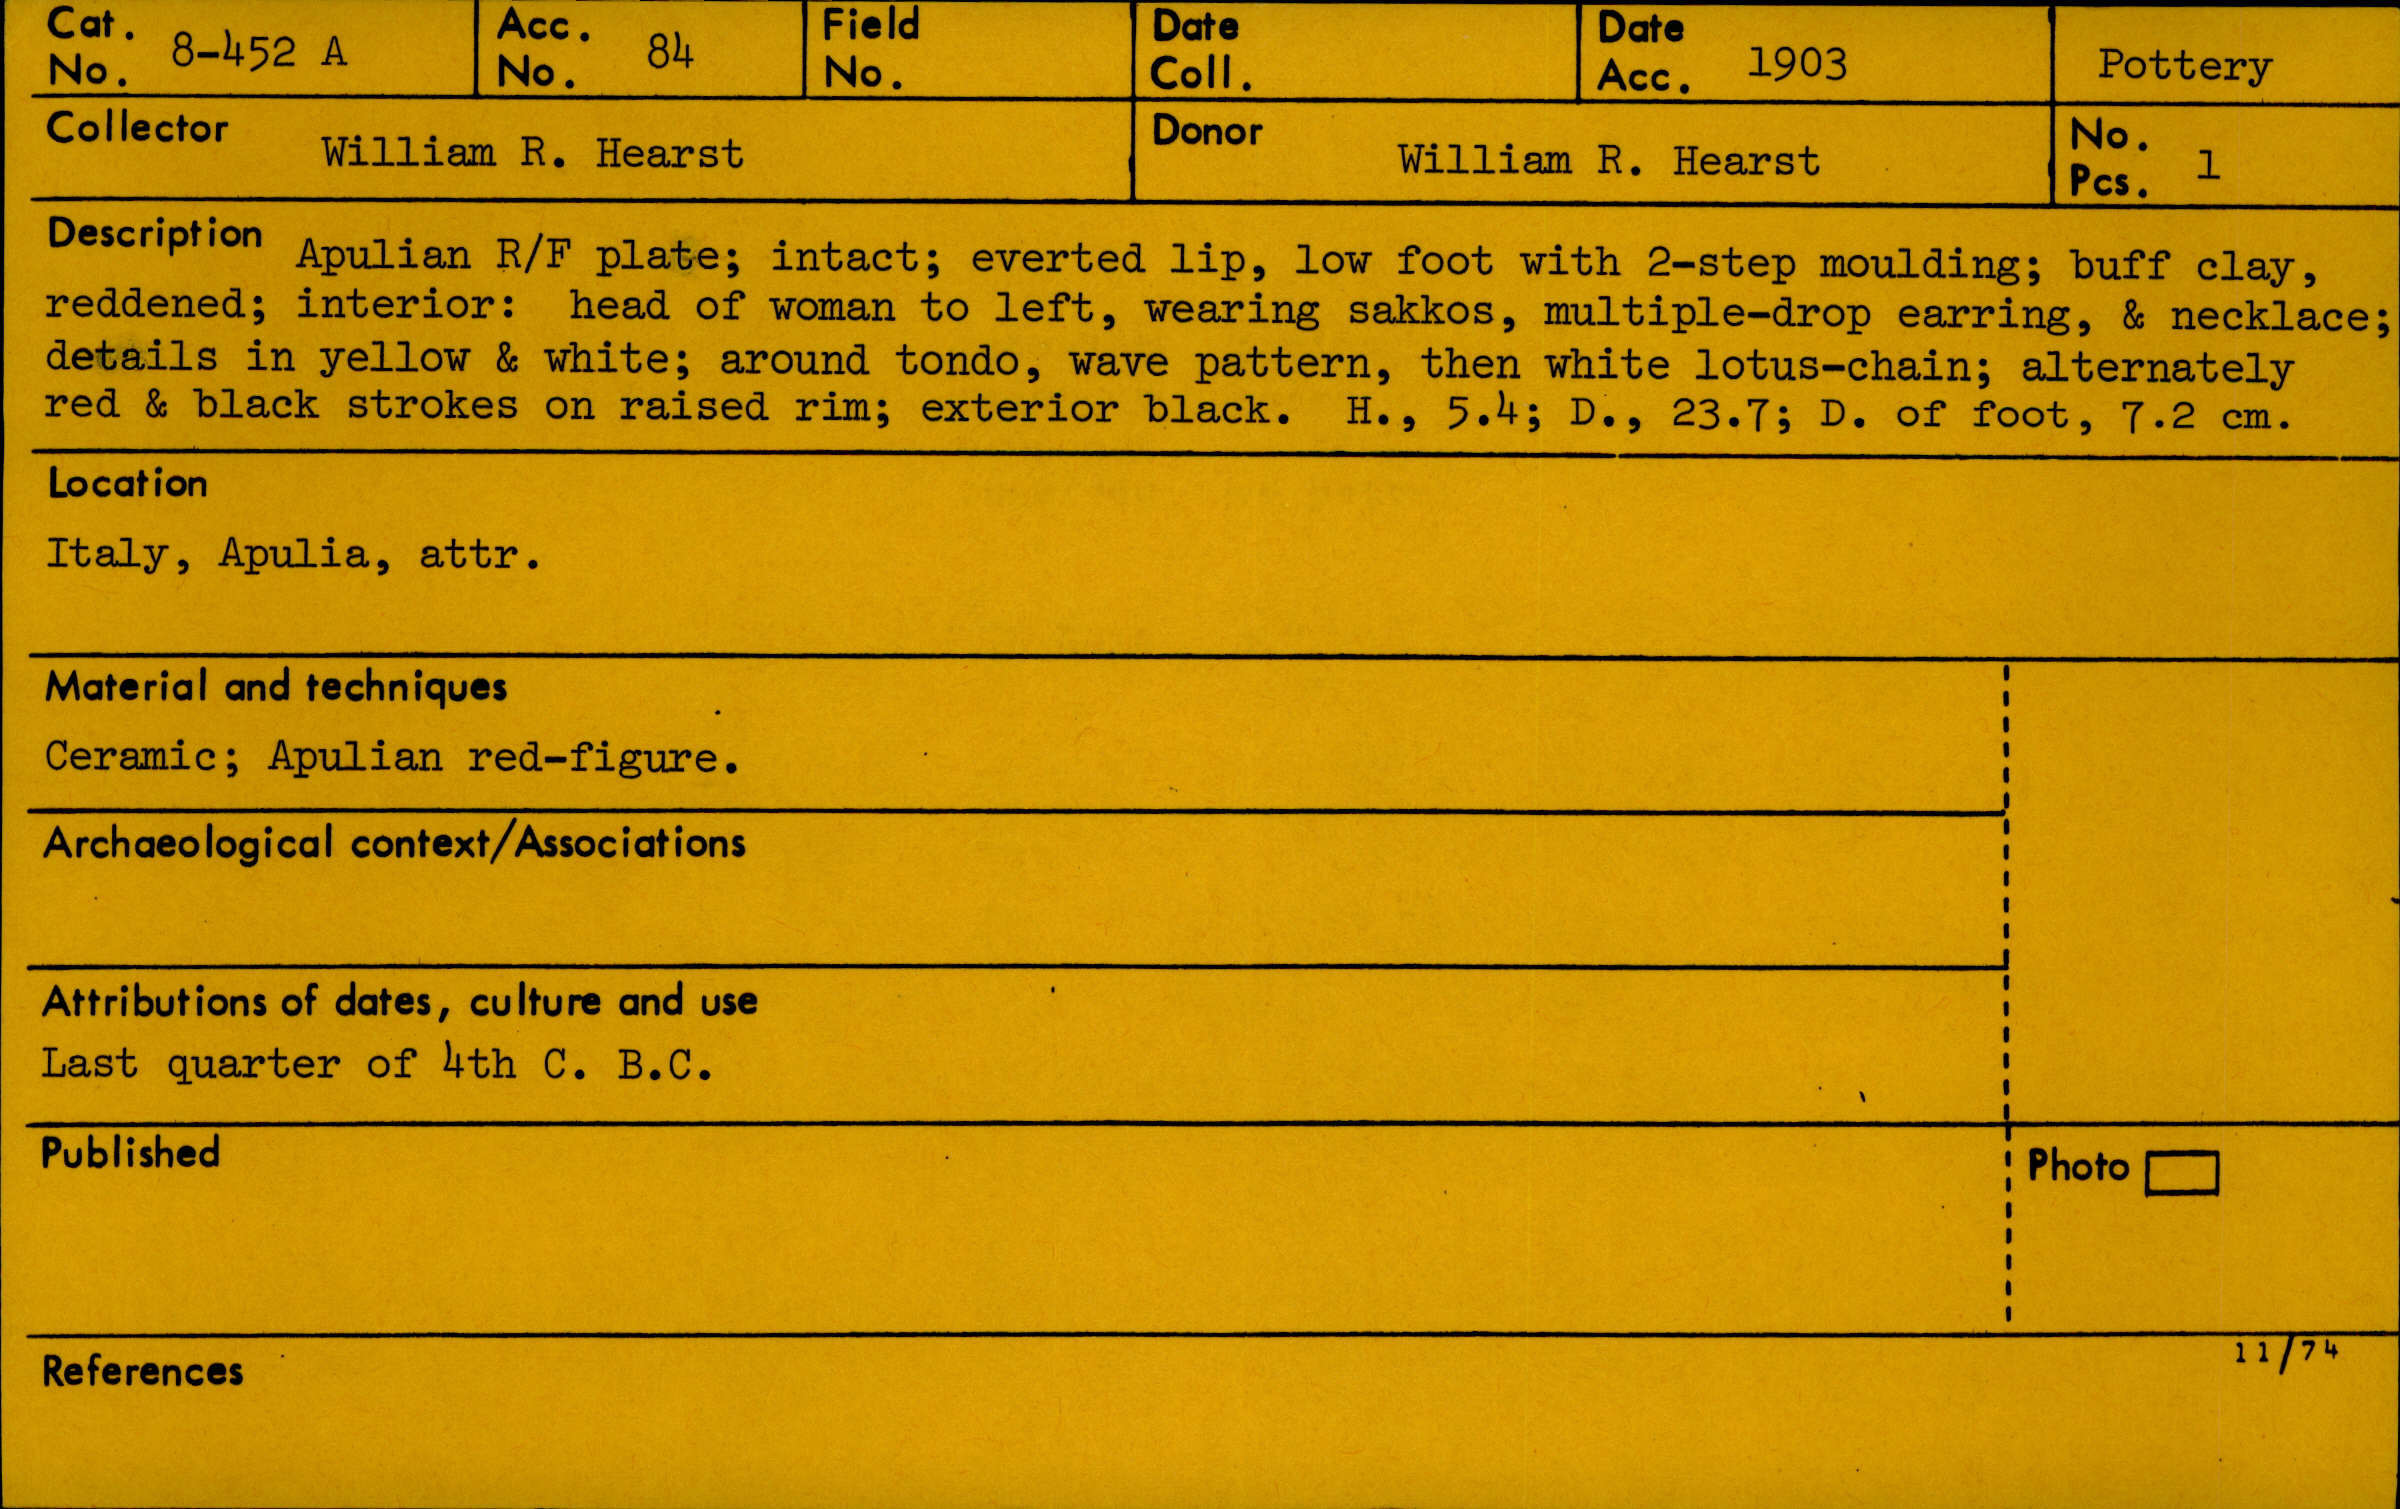 Cat. No. 8-452 A
Acc. No. 84
Field No.
Date Coll.
Date Acc. 1903
Pottery
Collector William R. Hearst
Donor William R. Hearst
No. Pcs. 1
Description Apulian R/F plate; intact; everted lip, low foot with 2-step moulding; buff clay,
reddened; interior: head of woman to left, wearing sakkos, multiple-drop earring, & necklace;
details in yellow & white; around tondo, wave pattern, then white lotus-chain; alternately
red & black strokes on raised rim; exterior black. H., 5.4; D., 23.7; D. of foot, 7.2 cm.
Location
Italy, Apulia, attr.
Material and techniques
Ceramic; Apulian red-figure.
Archaeological context/Associations
Attributions of dates, culture and use
Last quarter of 4th C. B.C.
Published
Photo
11/74
References